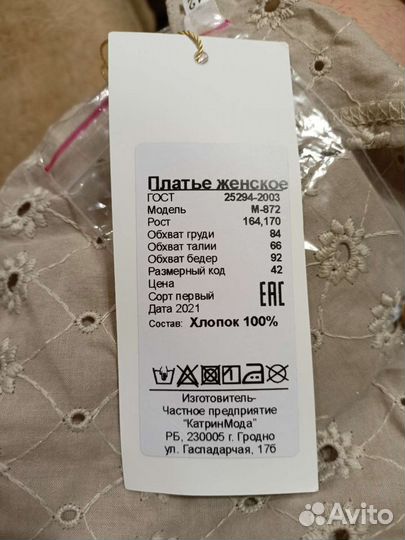 Платье женское
ГОСТ 25294-2003
Модель М-872
Рост 164,170
Обхват груди 84
Обхват талии 66
Обхват бедер 92
Размерный код 42
Цена
Сорт первый EAC
Дата 2021
Состав: Хлопок 100%
Изготовитель-
Частное предприятие
"КатринМода"
РБ, 230005 г. Гродно
ул. Гаспадарчая, 17б
Avito